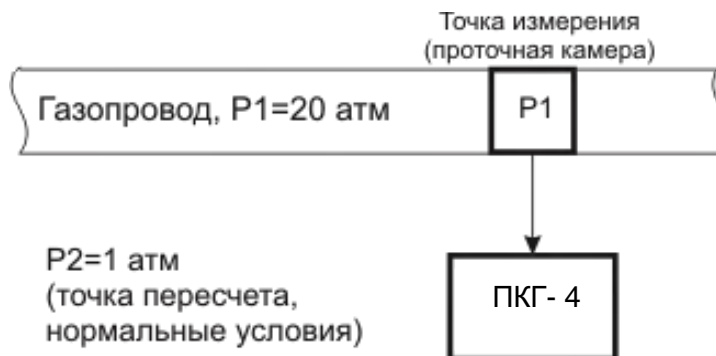 Точка измерения
(проточная камера)
Газопровод, P1=20 атм
P1
P2=1 атм
(точка пересчета,
нормальные условия)
ПКГ- 4